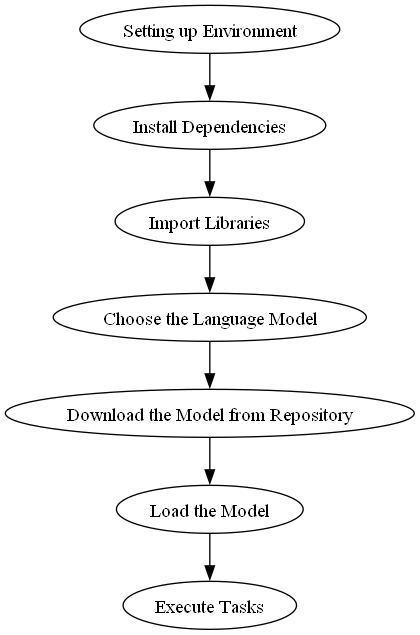 Setting up Environment
Install Dependencies
Import Libraries
Choose the Language Model
Download the Model from Repository
Load the Model
Execute Tasks